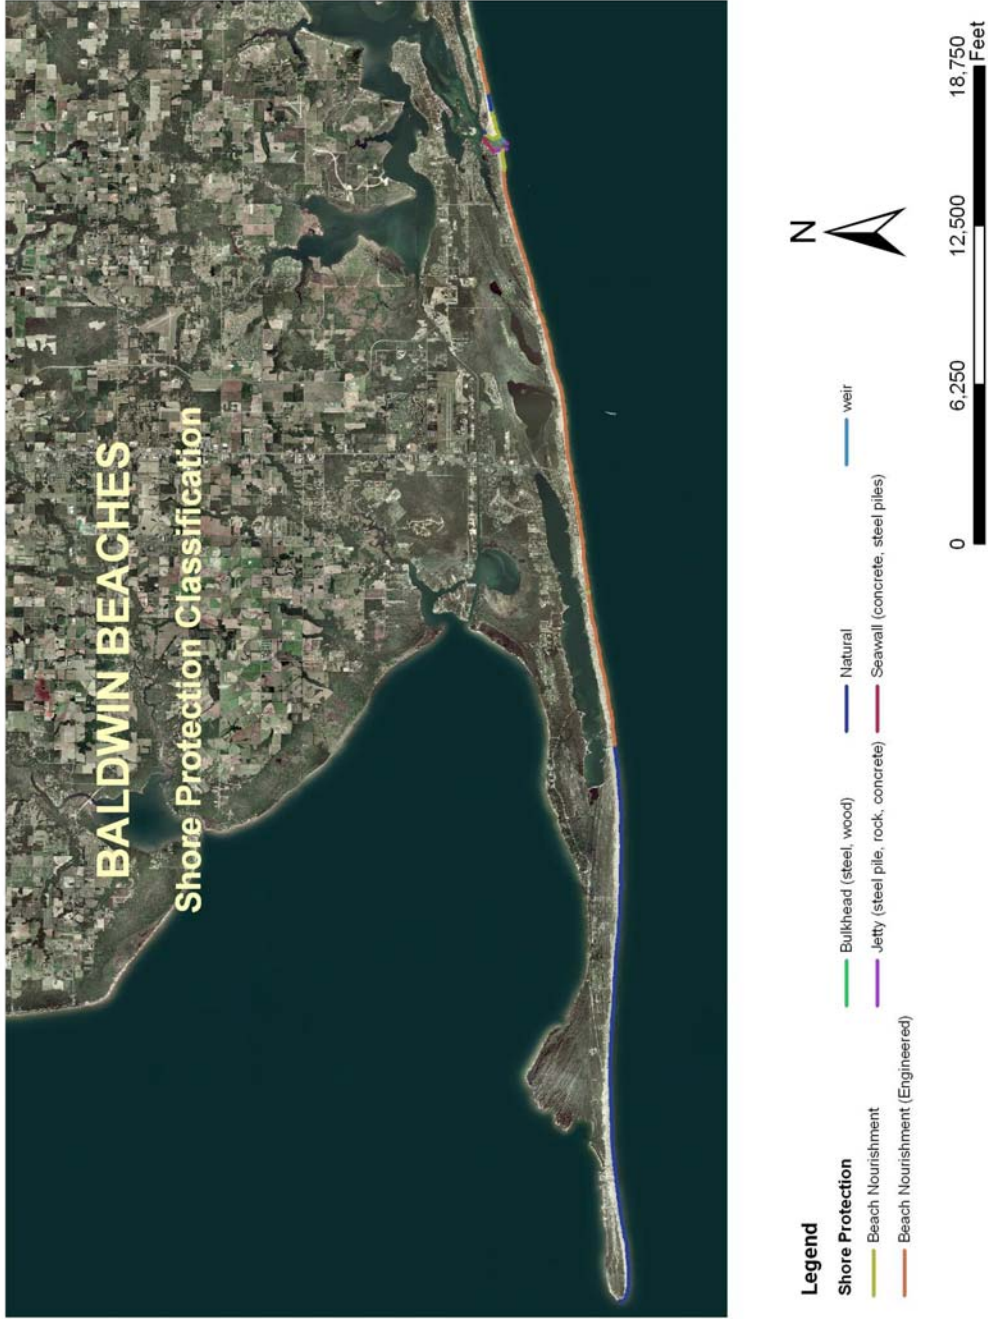 BALDWIN BEACHES
Shore Protection Classification
Legend
Shore Protection
Beach Nourishment
Beach Nourishment (Engineered)
Bulkhead (steel, wood)
Jetty (steel pile, rock, concrete)
Natural
Seawall (concrete, steel piles)
weir
N
0 6,250 12,500 18,750
Feet